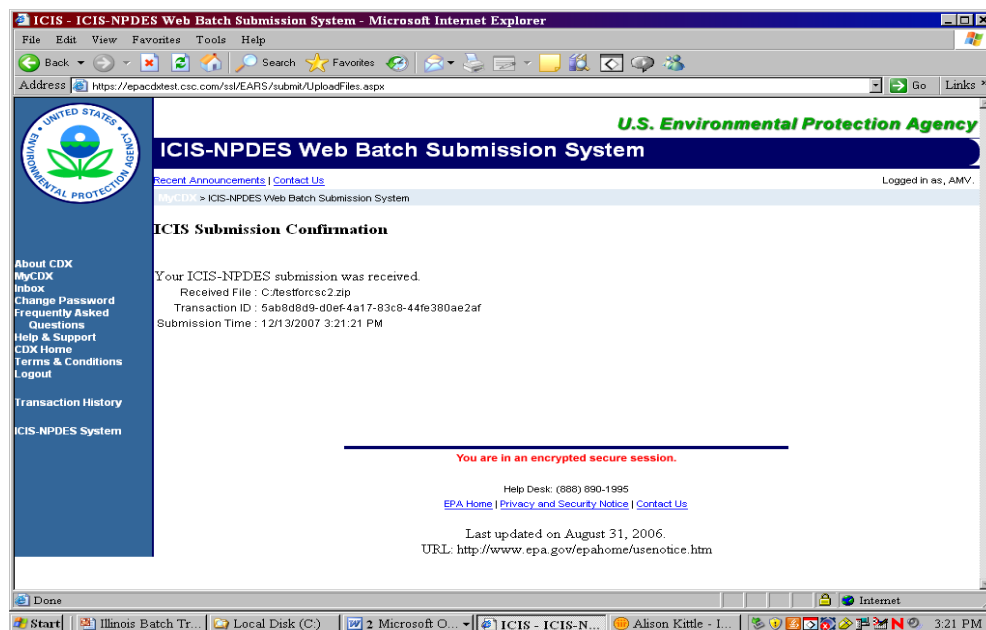 ICIS - ICIS-NPDES Web Batch Submission System - Microsoft Internet Explorer
File Edit View Favorites Tools Help
Back Search Favorites
Address https://epacdxtest.csc.com/ssl/EARS/submit/UploadFiles.aspx Go Links »
UNITED STATES ENVIRONMENTAL PROTECTION AGENCY
U.S. Environmental Protection Agency
ICIS-NPDES Web Batch Submission System
Recent Announcements | Contact Us Logged in as, AMV.
MyCDX > ICIS-NPDES Web Batch Submission System
ICIS Submission Confirmation
About CDX
MyCDX
Inbox
Change Password
Frequently Asked
Questions
Help & Support
CDX Home
Terms & Conditions
Logout
Transaction History
ICIS-NPDES System
Your ICIS-NPDES submission was received.
Received File : C:/testforcsc2.zip
Transaction ID : 5ab8d8d9-d0ef-4a17-83c8-44fe380ae2af
Submission Time : 12/13/2007 3:21:21 PM
You are in an encrypted secure session.
Help Desk: (888) 890-1995
EPA Home | Privacy and Security Notice | Contact Us
Last updated on August 31, 2006.
URL: http://www.epa.gov/epahome/usenotice.htm
Done Internet
Start Illinois Batch Tr... Local Disk (C:) 2 Microsoft O... ICIS - ICIS-N... Alison Kittle - I... 3:21 PM